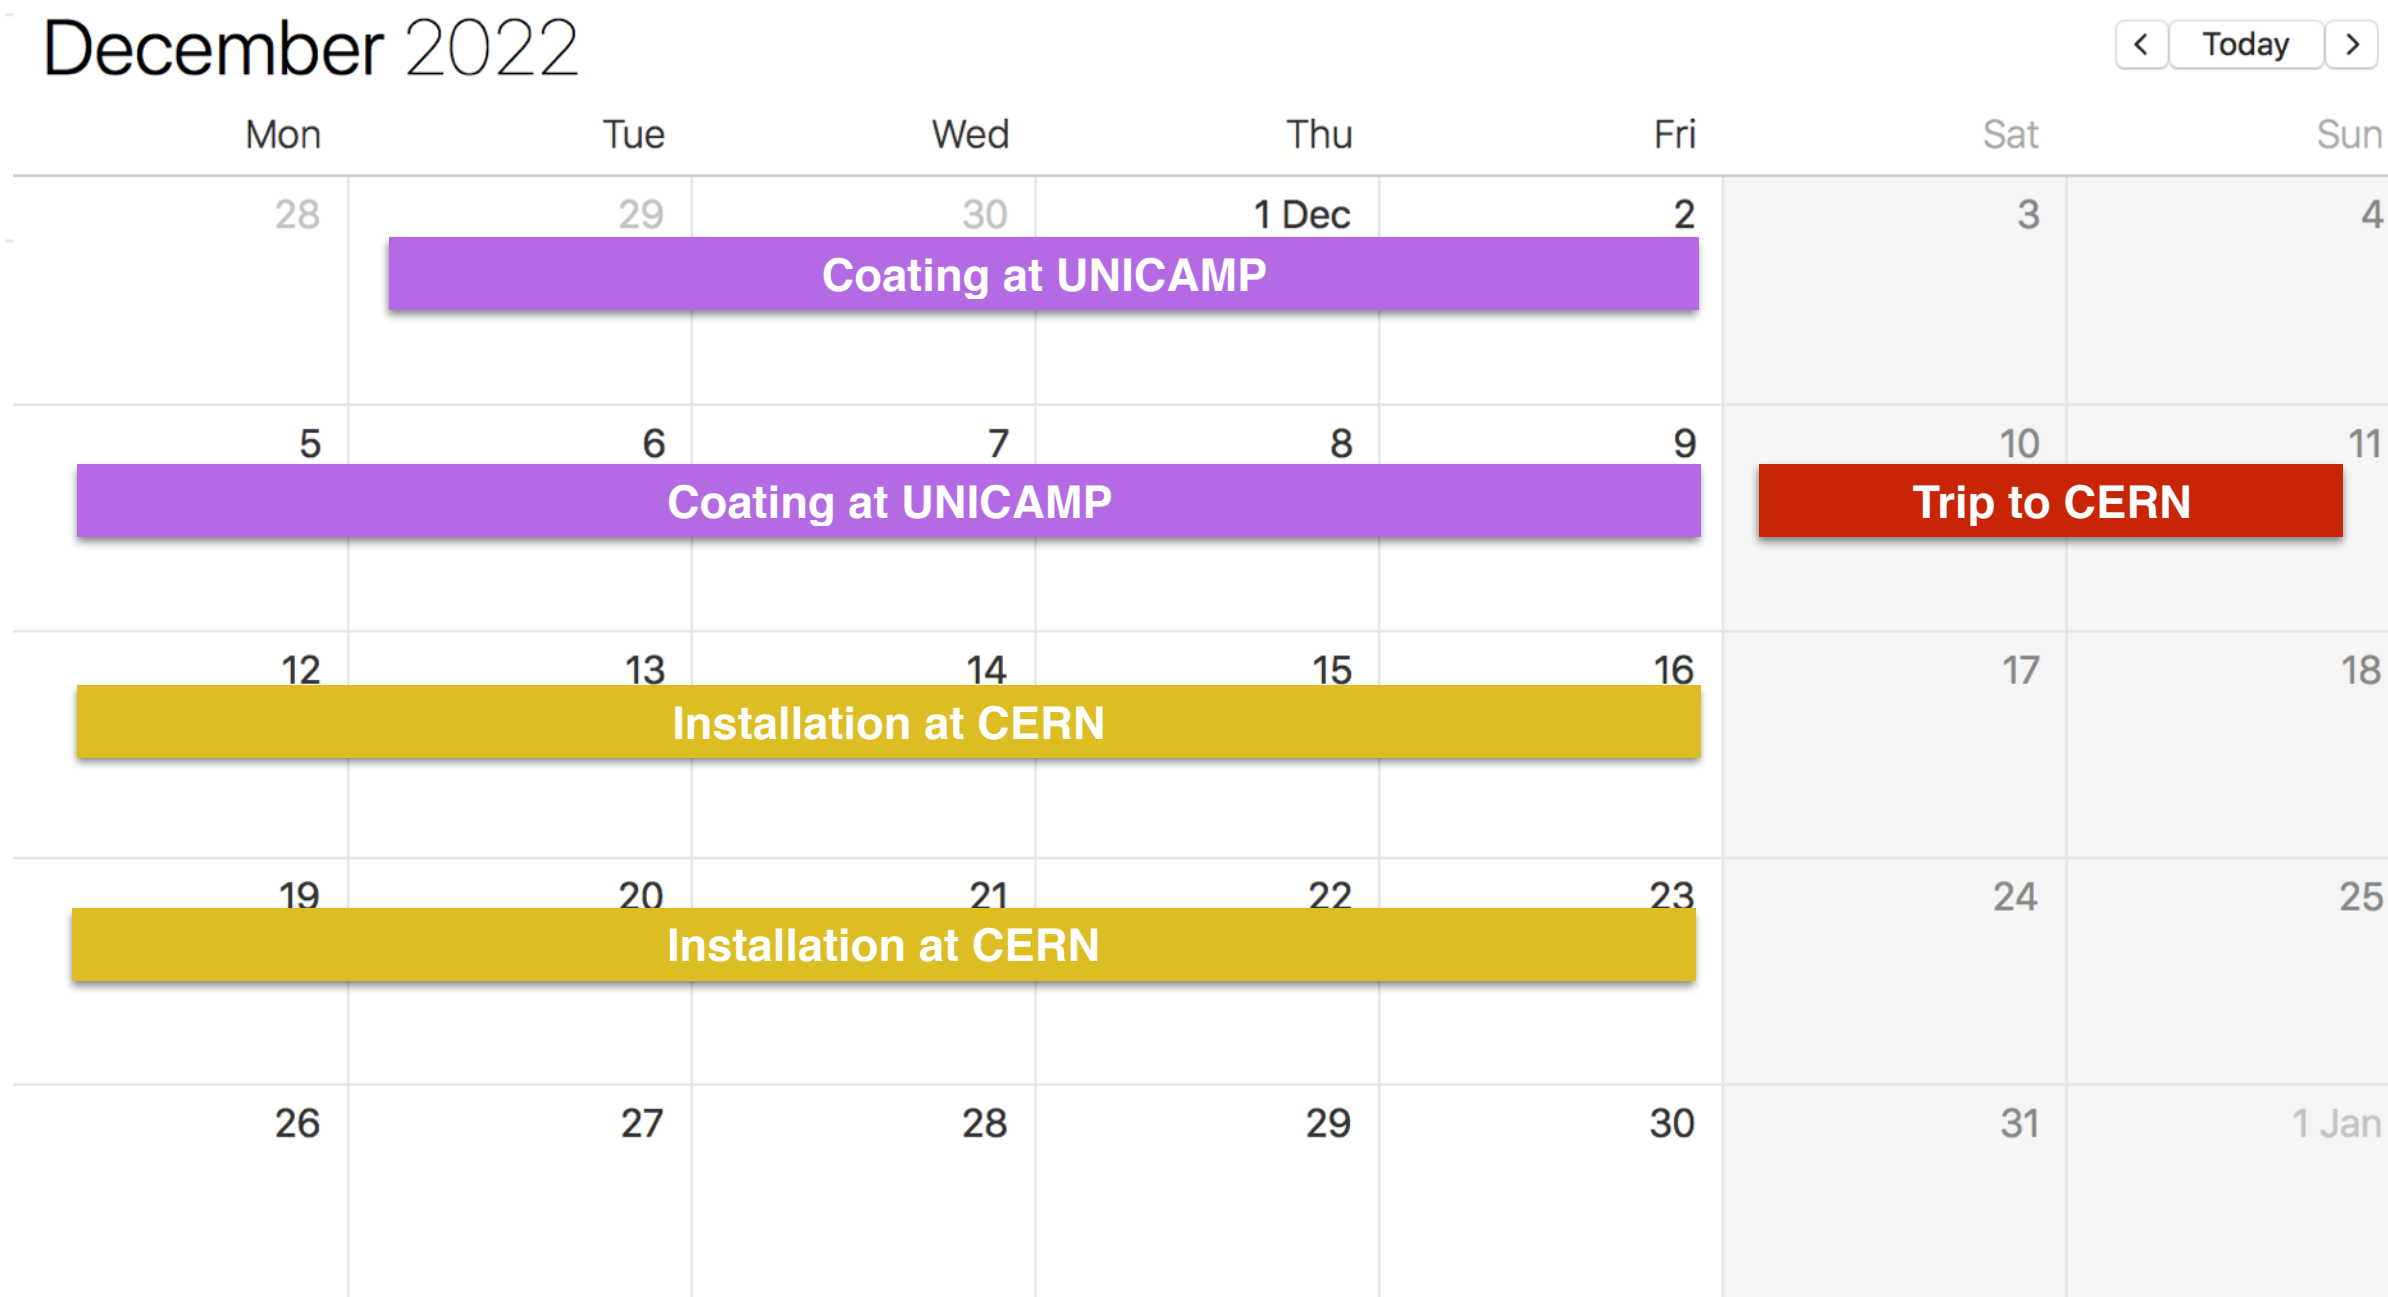 December 2022
< Today >
Mon Tue Wed Thu Fri Sat Sun
28 29 30 1 Dec 2 3 4
Coating at UNICAMP
5 6 7 8 9 10 11
Coating at UNICAMP Trip to CERN
12 13 14 15 16 17 18
Installation at CERN
19 20 21 22 23 24 25
Installation at CERN
26 27 28 29 30 31 1 Jan